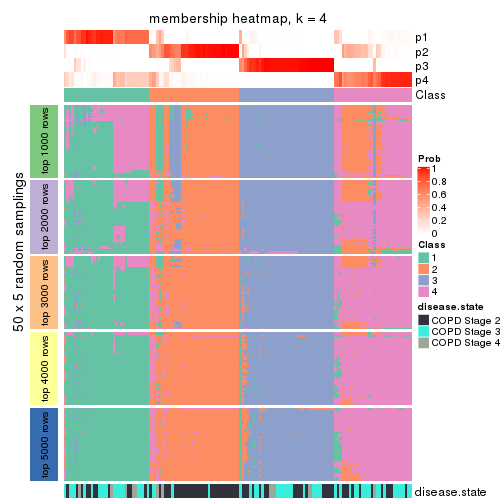 membership heatmap, k = 4
p1
p2
p3
p4
Class
50 x 5 random samplings
top 1000 rows
top 2000 rows
top 3000 rows
top 4000 rows
top 5000 rows
disease.state
Prob
1
0.8
0.6
0.4
0.2
0
Class
1
2
3
4
disease.state
COPD Stage 2
COPD Stage 3
COPD Stage 4